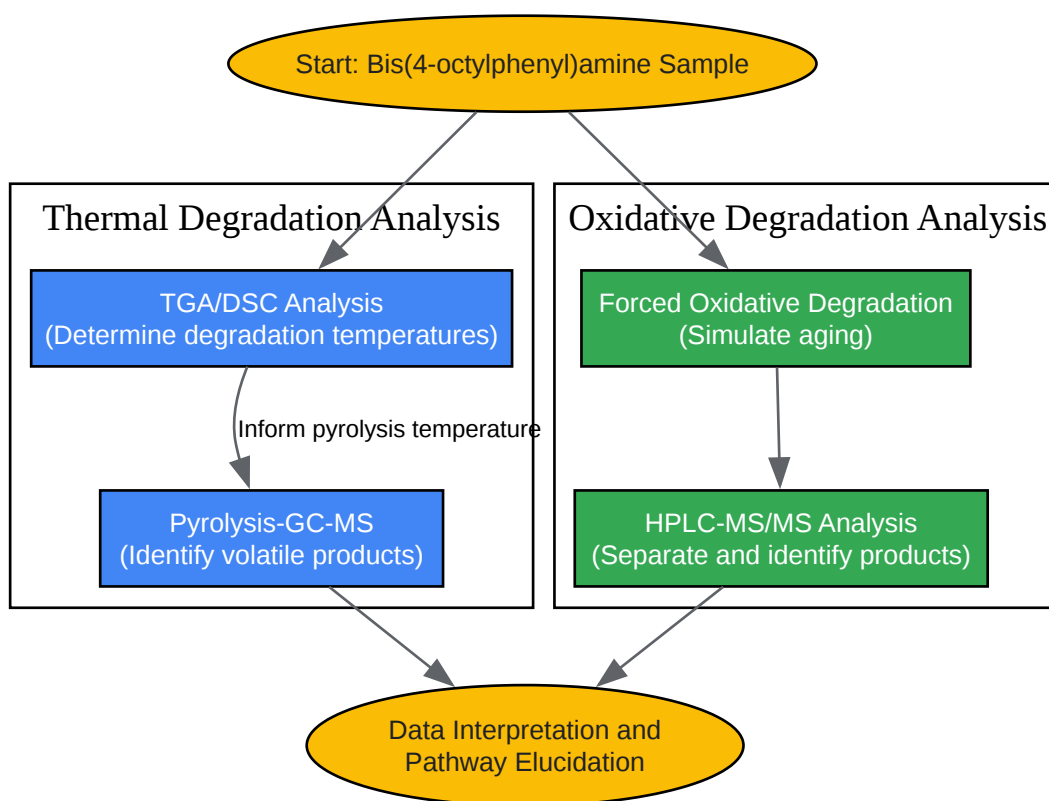 Start: Bis(4-octylphenyl)amine Sample
Thermal Degradation Analysis
TGA/DSC Analysis
(Determine degradation temperatures)
Inform pyrolysis temperature
Pyrolysis-GC-MS
(Identify volatile products)
Oxidative Degradation Analysis
Forced Oxidative Degradation
(Simulate aging)
HPLC-MS/MS Analysis
(Separate and identify products)
Data Interpretation and
Pathway Elucidation